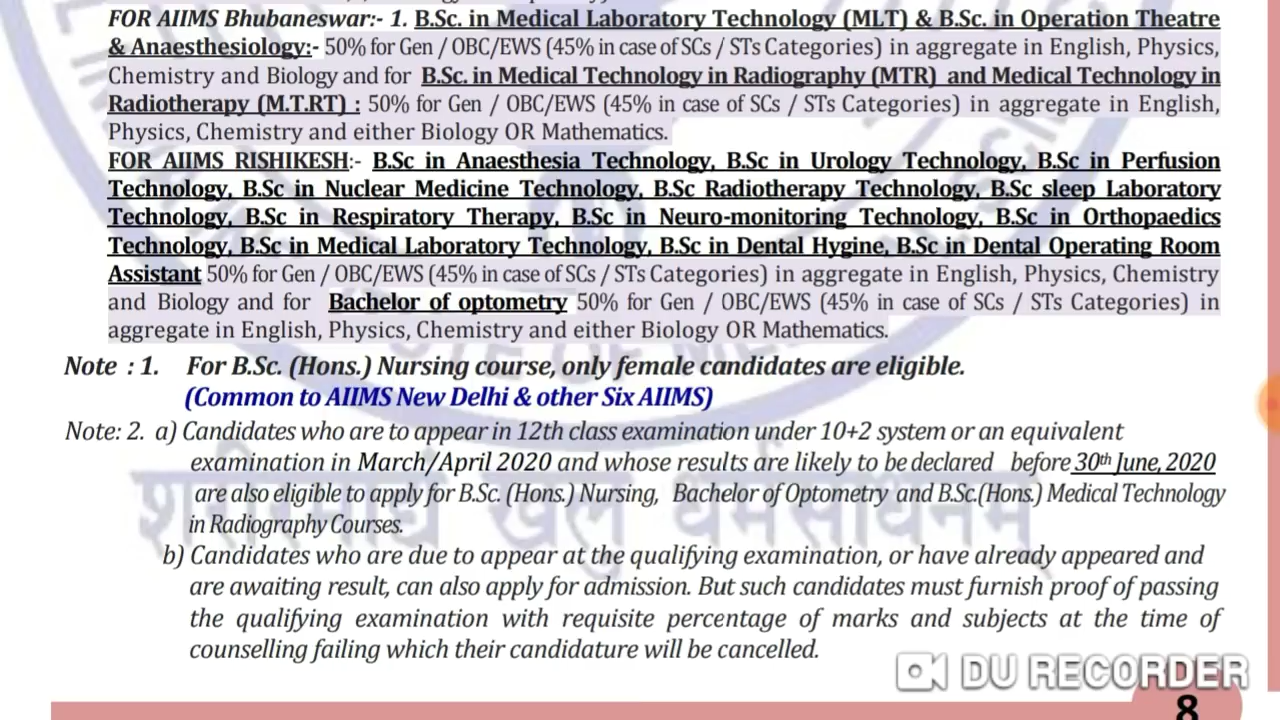 FOR AIIMS Bhubaneswar:- 1. B.Sc. in Medical Laboratory Technology (MLT) & B.Sc. in Operation Theatre
& Anaesthesiology:- 50% for Gen / OBC/EWS (45% in case of SCs / STs Categories) in aggregate in English, Physics,
Chemistry and Biology and for B.Sc. in Medical Technology in Radiography (MTR) and Medical Technology in
Radiotherapy (M.T.RT) : 50% for Gen / OBC/EWS (45% in case of SCs / STs Categories) in aggregate in English,
Physics, Chemistry and either Biology OR Mathematics.
FOR AIIMS RISHIKESH:- B.Sc in Anaesthesia Technology, B.Sc in Urology Technology, B.Sc in Perfusion
Technology, B.Sc in Nuclear Medicine Technology, B.Sc Radiotherapy Technology, B.Sc sleep Laboratory
Technology, B.Sc in Respiratory Therapy, B.Sc in Neuro-monitoring Technology, B.Sc in Orthopaedics
Technology, B.Sc in Medical Laboratory Technology, B.Sc in Dental Hygine, B.Sc in Dental Operating Room
Assistant 50% for Gen / OBC/EWS (45% in case of SCs / STs Categories) in aggregate in English, Physics, Chemistry
and Biology and for Bachelor of optometry 50% for Gen / OBC/EWS (45% in case of SCs / STs Categories) in
aggregate in English, Physics, Chemistry and either Biology OR Mathematics.
Note : 1. For B.Sc. (Hons.) Nursing course, only female candidates are eligible.
(Common to AIIMS New Delhi & other Six AIIMS)
Note: 2. a) Candidates who are to appear in 12th class examination under 10+2 system or an equivalent
examination in March/April 2020 and whose results are likely to be declared before 30th June, 2020
are also eligible to apply for B.Sc. (Hons.) Nursing, Bachelor of Optometry and B.Sc.(Hons.) Medical Technology
in Radiography Courses.
शरीरमाद्यं खलु धर्मसाधनम्
b) Candidates who are due to appear at the qualifying examination, or have already appeared and
are awaiting result, can also apply for admission. But such candidates must furnish proof of passing
the qualifying examination with requisite percentage of marks and subjects at the time of
counselling failing which their candidature will be cancelled.
DU RECORDER
8